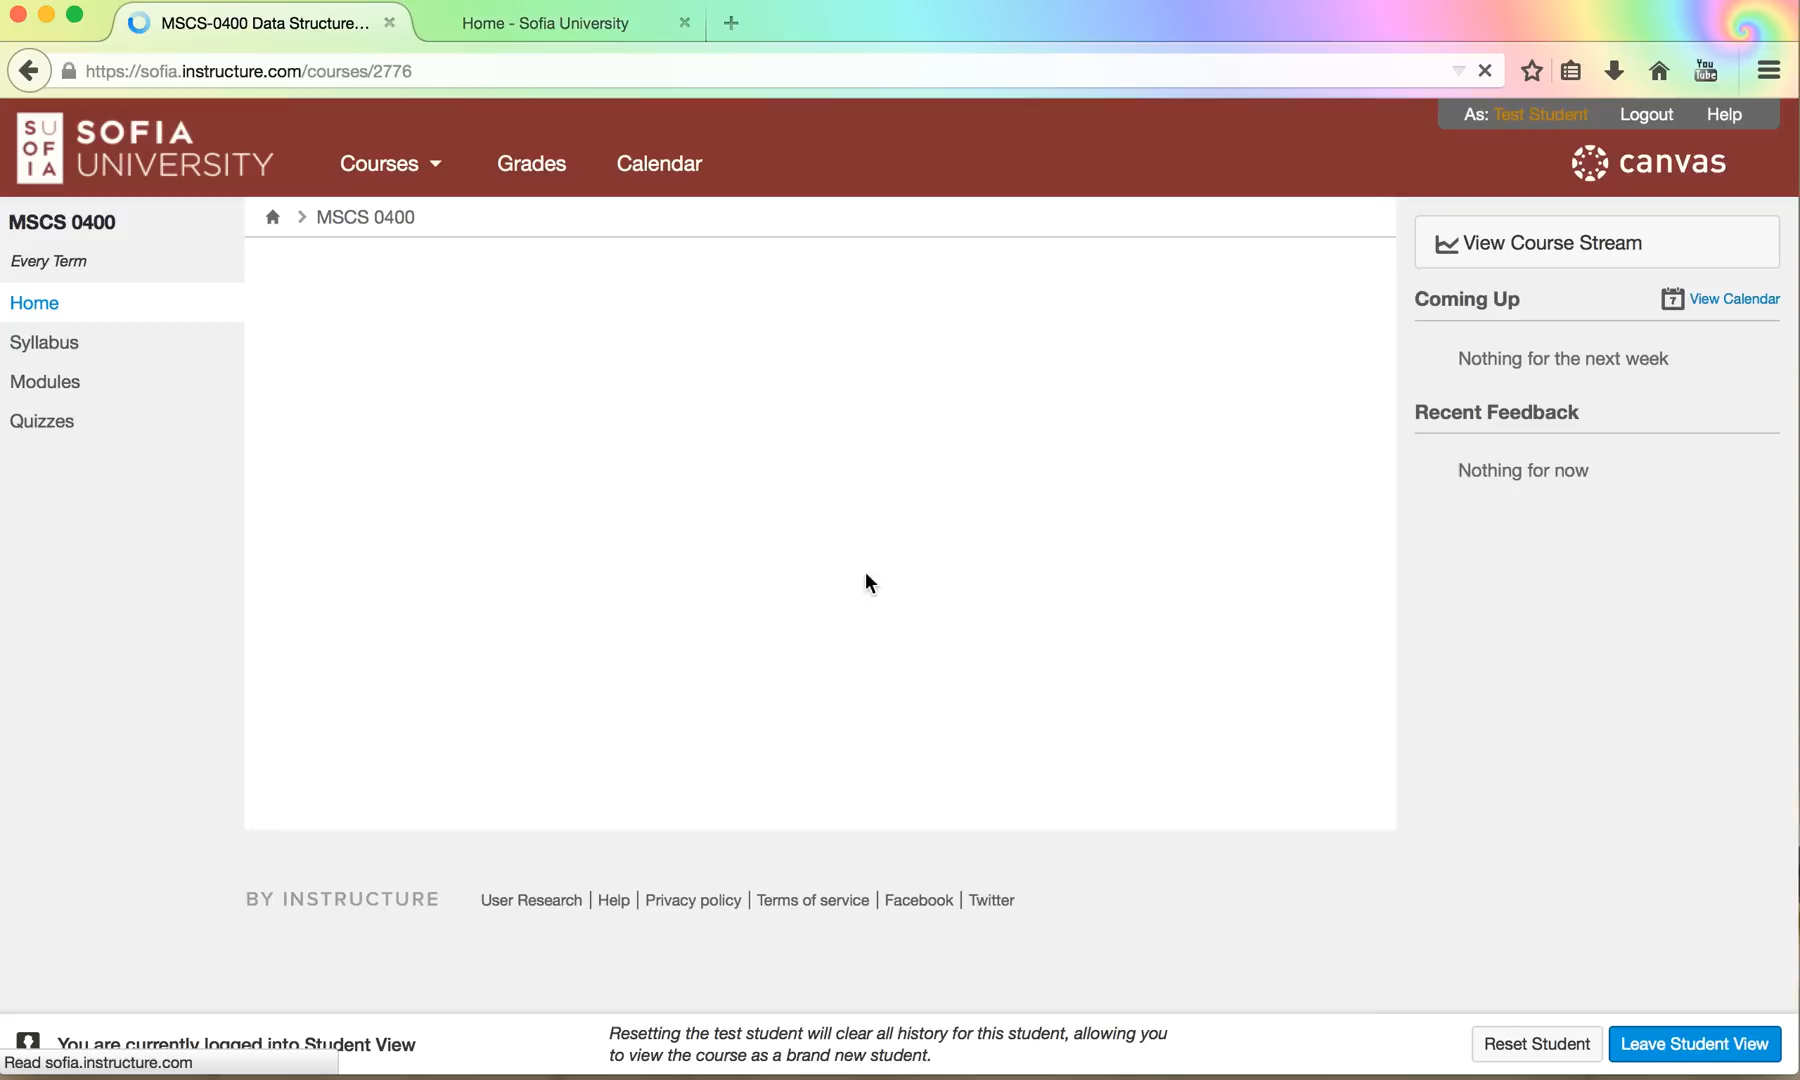 MSCS-0400 Data Structure...
Home - Sofia University
https://sofia.instructure.com/courses/2776
You
Tube
As: Test Student
Logout
Help
SU
OF
IA
SOFIA
UNIVERSITY
Courses
Grades
Calendar
canvas
MSCS 0400
Every Term
Home
Syllabus
Modules
Quizzes
MSCS 0400
View Course Stream
Coming Up
7
View Calendar
Nothing for the next week
Recent Feedback
Nothing for now
BY INSTRUCTURE
User Research | Help | Privacy policy | Terms of service | Facebook | Twitter
You are currently logged into Student View
Read sofia.instructure.com
Resetting the test student will clear all history for this student, allowing you
to view the course as a brand new student.
Reset Student
Leave Student View